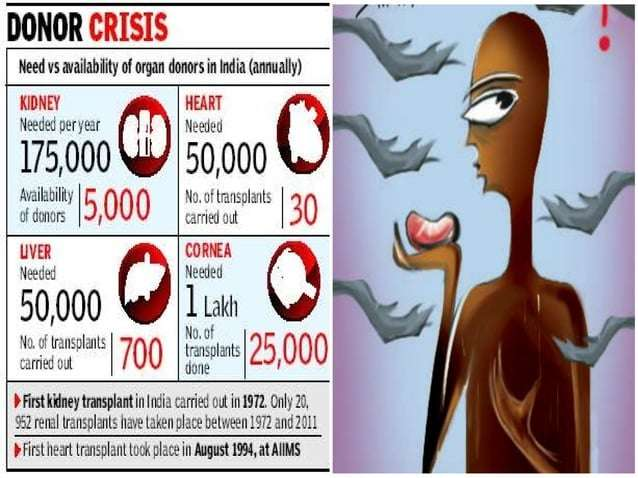 DONOR CRISIS
Need vs availability of organ donors in India (annually)
KIDNEY
Needed per year
175,000
Availability
of donors
5,000
HEART
Needed
50,000
No. of transplants
carried out
30
LIVER
Needed
50,000
No. of transplants
carried out
700
CORNEA
Needed
1 Lakh
No. of
transplants
done
25,000
First kidney transplant in India carried out in 1972. Only 20,
952 renal transplants have taken place between 1972 and 2011
First heart transplant took place in August 1994, at AIIMS
!